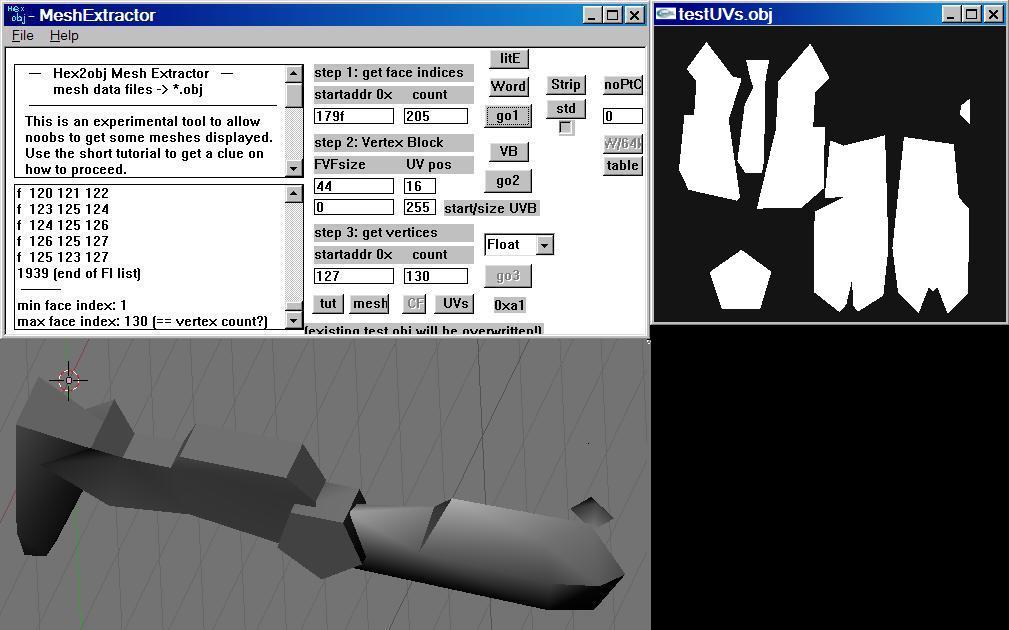 Hex
obj - MeshExtractor
File Help
— Hex2obj Mesh Extractor —
mesh data files -> *.obj
This is an experimental tool to allow
noobs to get some meshes displayed.
Use the short tutorial to get a clue on
how to proceed.
f 120 121 122
f 123 125 124
f 124 125 126
f 126 125 127
f 125 123 127
1939 (end of FI list)
min face index: 1
max face index: 130 (== vertex count?)
step 1: get face indices
startaddr 0x count
179f 205
step 2: Vertex Block
FVFsize UV pos
44 16
0 255 start/size UVB
step 3: get vertices
startaddr 0x count
127 130
tut mesh CF UVs 0xa1
(existing test.obj will be overwritten!)
litE
Word Strip noPtC
go1 std 0
VB
go2 table
Float
go3
testUVs.obj